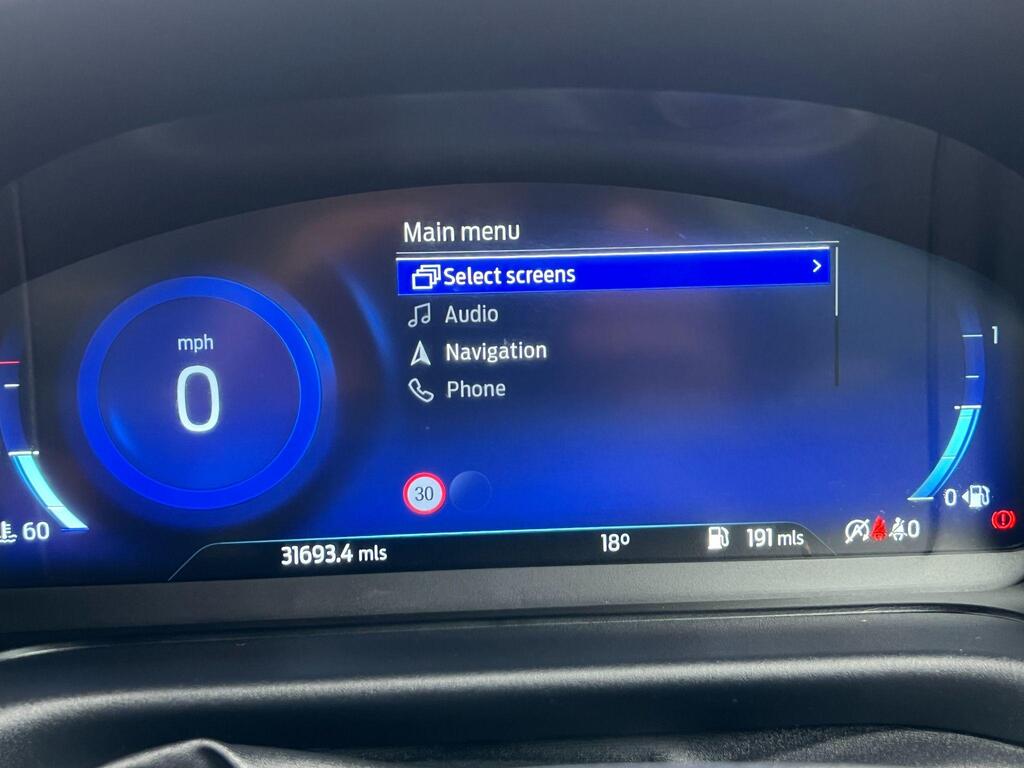 Main menu
Select screens
Audio
Navigation
Phone
mph
0
1
30
0
60
31693.4 mls
18º
191 mls
0